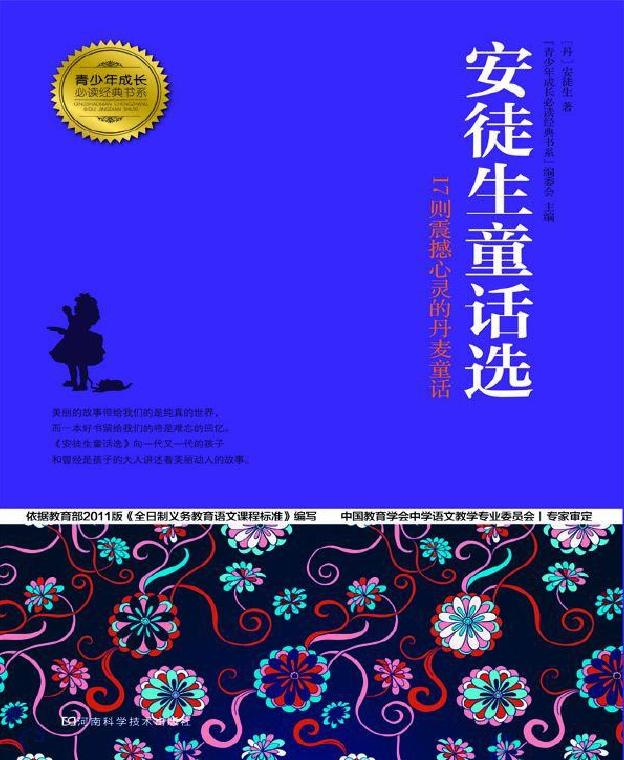 青少年成长
必读经典书系
QINGSHAONIAN CHENGZHANG
BIDU JINGDIAN SHUXI
[丹]安徒生 著
『青少年成长必读经典书系』编委会 主编
安徒生童话选
17则震撼心灵的丹麦童话
美丽的故事带给我们的是纯真的世界，
而一本好书留给我们的将是难忘的回忆。
《安徒生童话选》向一代又一代的孩子
和曾经是孩子的大人讲述着美丽动人的故事。
依据教育部2011版《全日制义务教育语文课程标准》编写 中国教育学会中学语文教学专业委员会 | 专家审定
河南科学技术出版社